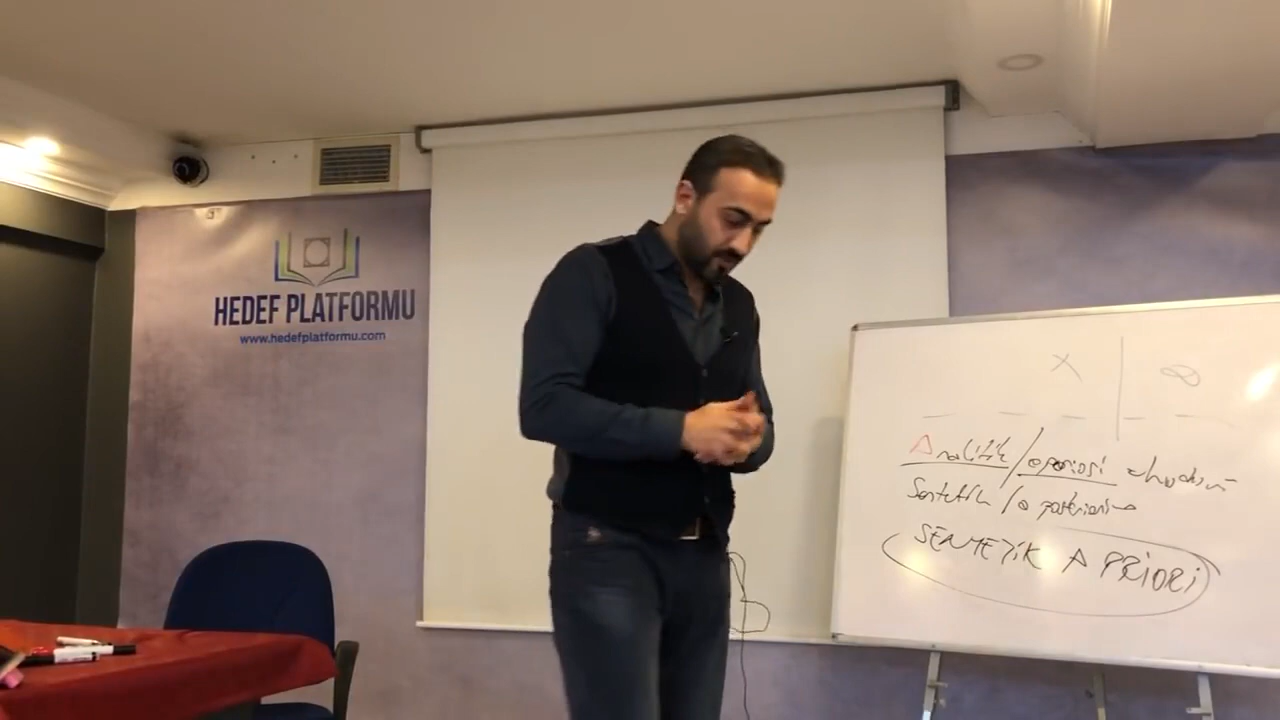 HEDEF PLATFORMU
www.hedefplatformu.com
X ∞
Analitik / apriori
Sentetik / a posteriori
SENTETİK A PRİORİ